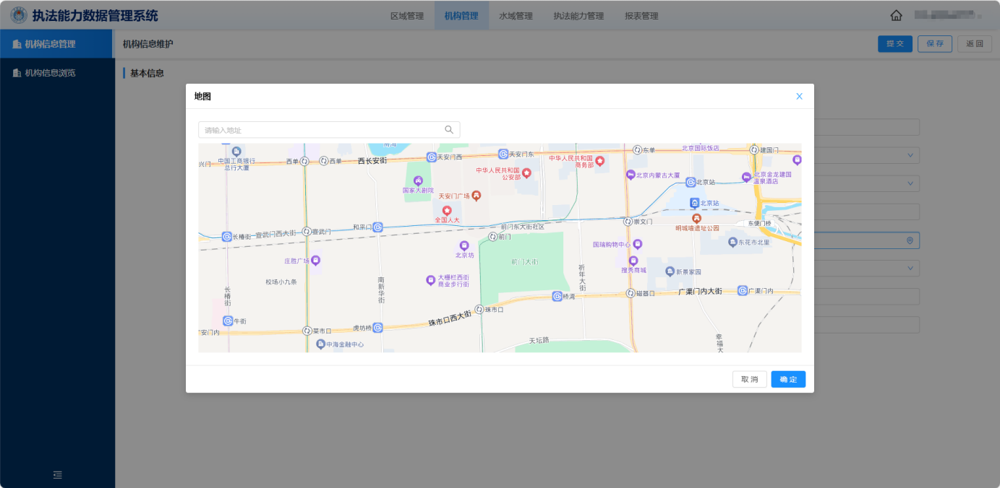 执法能力数据管理系统
区域管理
机构管理
水域管理
执法能力管理
报表管理
机构信息管理
机构信息浏览
机构信息维护
提 交
保 存
返 回
基本信息
地图
X
请输入地址
中国工商银行
总行大厦
兴门
西单
西单
西长安街
南海
天安门西
天安门东
中华人民共和国
公安部
中华人民共和国
商务部
东单
北京国际饭店
建国门
北京内蒙古大厦
北京站
北京金龙建国
温泉酒店
国家大剧院
天安门广场
全国人大
北京站
明城墙遗址公园
东便门桥
长椿街
宣武门西大街
宣武门
和平门
前门东大街社区
前门
崇文门
国瑞购物中心
东花市北里
庄胜广场
北京坊
前门大街
搜秀商城
新景家园
校场小九条
大栅栏西街
商业步行街
祈年大街
长椿街
南新华街
桥湾
磁器口
广渠门内大街
广渠门内
珠市口西大街
珠市口
牛街
广安门内
菜市口
虎坊桥
中海金融中心
天坛路
幸福大
取 消
确 定